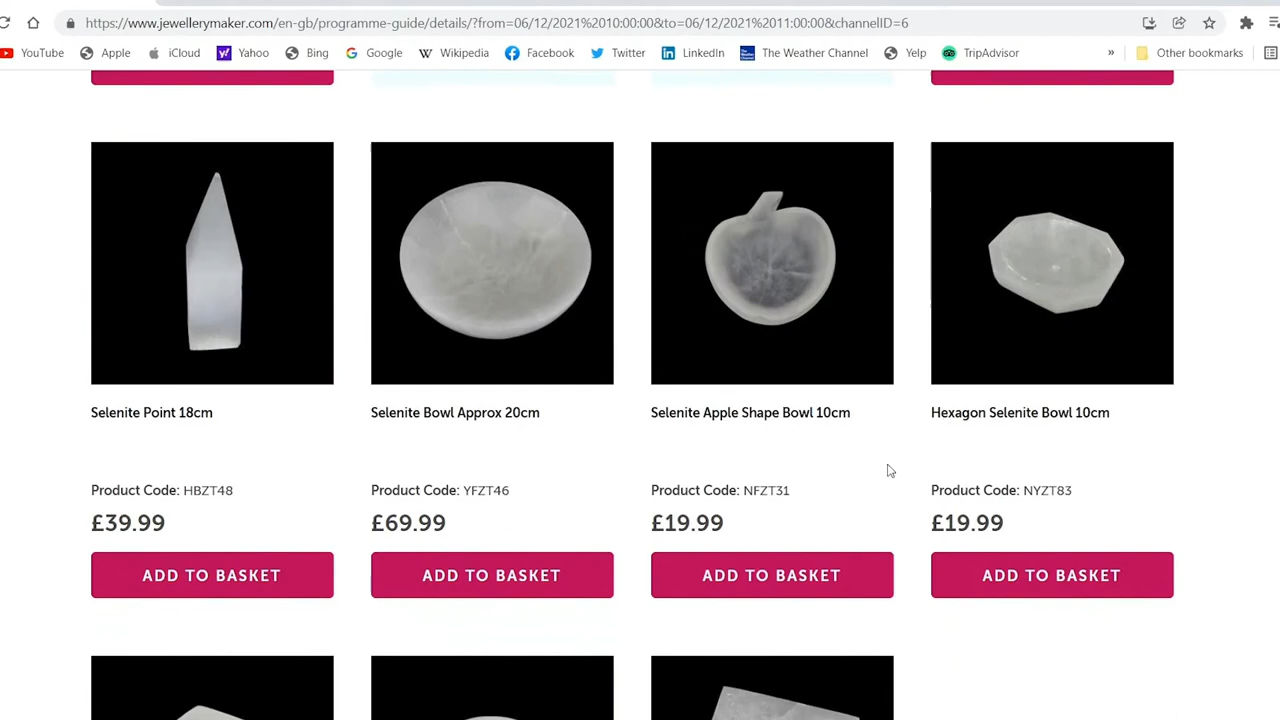 https://www.jewellerymaker.com/en-gb/programme-guide/details/?from=06/12/2021%2010:00:00&to=06/12/2021%2011:00:00&channelID=6
YouTube Apple iCloud Yahoo Bing Google Wikipedia Facebook Twitter LinkedIn The Weather Channel Yelp TripAdvisor » Other bookmarks
Selenite Point 18cm Selenite Bowl Approx 20cm Selenite Apple Shape Bowl 10cm Hexagon Selenite Bowl 10cm
Product Code: HBZT48 Product Code: YFZT46 Product Code: NFZT31 Product Code: NYZT83
£39.99 £69.99 £19.99 £19.99
ADD TO BASKET ADD TO BASKET ADD TO BASKET ADD TO BASKET